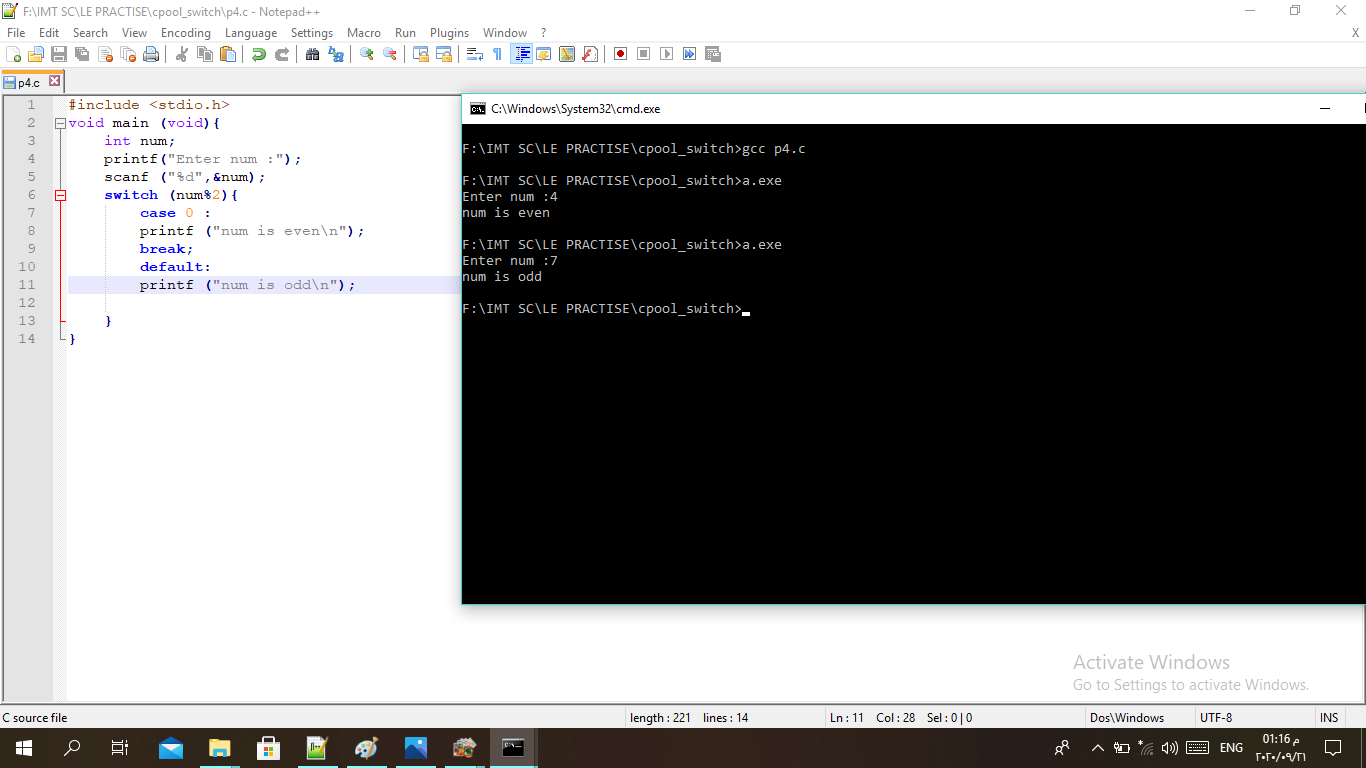 F:\IMT SC\LE PRACTISE\cpool_switch\p4.c - Notepad++
File Edit Search View Encoding Language Settings Macro Run Plugins Window ? X
p4.c
1 #include <stdio.h>
2 void main (void){
3 int num;
4 printf("Enter num :");
5 scanf ("%d",&num);
6 switch (num%2){
7 case 0 :
8 printf ("num is even\n");
9 break;
10 default:
11 printf ("num is odd\n");
12
13 }
14 }
C:\Windows\System32\cmd.exe
F:\IMT SC\LE PRACTISE\cpool_switch>gcc p4.c
F:\IMT SC\LE PRACTISE\cpool_switch>a.exe
Enter num :4
num is even
F:\IMT SC\LE PRACTISE\cpool_switch>a.exe
Enter num :7
num is odd
F:\IMT SC\LE PRACTISE\cpool_switch>
Activate Windows
Go to Settings to activate Windows.
C source file length : 221 lines : 14 Ln : 11 Col : 28 Sel : 0 | 0 Dos\Windows UTF-8 INS
ENG
01:16 م
٢٠٢٠/٠٩/٢١